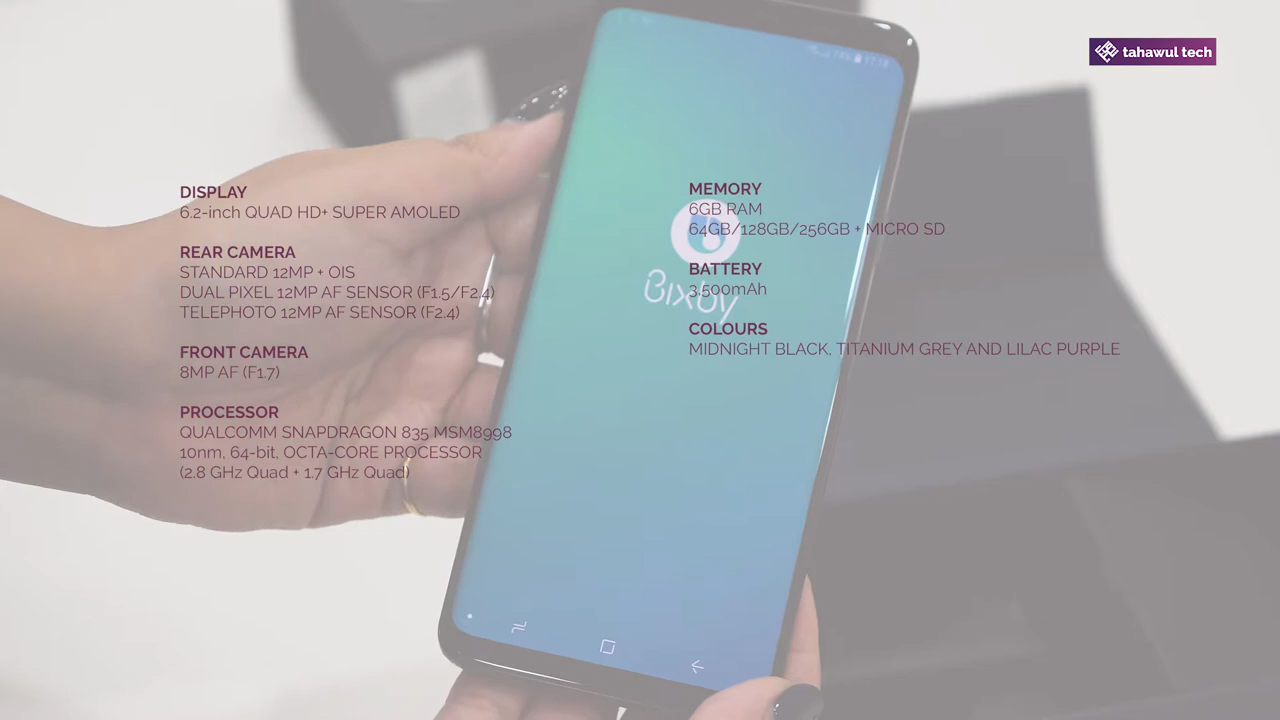 tahawul tech
DISPLAY
6.2-inch QUAD HD+ SUPER AMOLED
REAR CAMERA
STANDARD 12MP + OIS
DUAL PIXEL 12MP AF SENSOR (F1.5/F2.4)
TELEPHOTO 12MP AF SENSOR (F2.4)
FRONT CAMERA
8MP AF (F1.7)
PROCESSOR
QUALCOMM SNAPDRAGON 835 MSM8998
10nm, 64-bit, OCTA-CORE PROCESSOR
(2.8 GHz Quad + 1.7 GHz Quad)
MEMORY
6GB RAM
64GB/128GB/256GB + MICRO SD
BATTERY
3,500mAh
COLOURS
MIDNIGHT BLACK, TITANIUM GREY AND LILAC PURPLE
Bixby